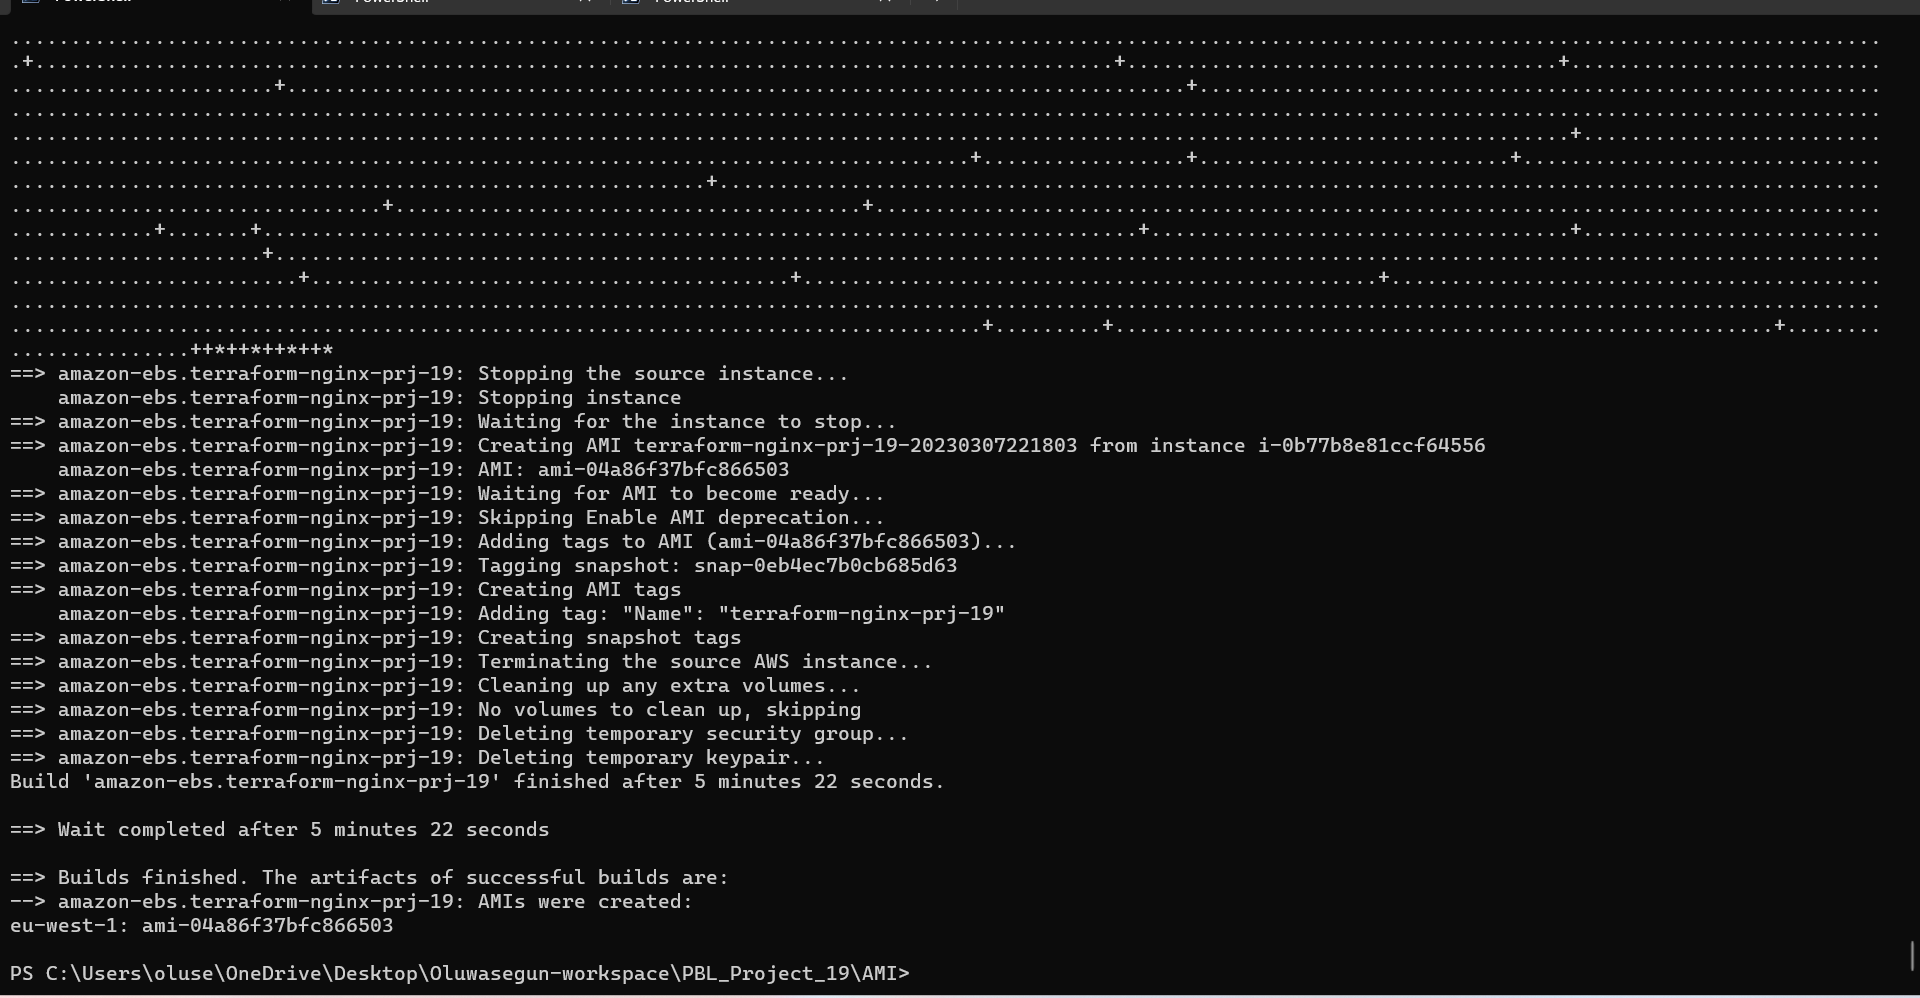 PowerShell PowerShell PowerShell
...............++*++*++*+++*
==> amazon-ebs.terraform-nginx-prj-19: Stopping the source instance...
amazon-ebs.terraform-nginx-prj-19: Stopping instance
==> amazon-ebs.terraform-nginx-prj-19: Waiting for the instance to stop...
==> amazon-ebs.terraform-nginx-prj-19: Creating AMI terraform-nginx-prj-19-20230307221803 from instance i-0b77b8e81ccf64556
amazon-ebs.terraform-nginx-prj-19: AMI: ami-04a86f37bfc866503
==> amazon-ebs.terraform-nginx-prj-19: Waiting for AMI to become ready...
==> amazon-ebs.terraform-nginx-prj-19: Skipping Enable AMI deprecation...
==> amazon-ebs.terraform-nginx-prj-19: Adding tags to AMI (ami-04a86f37bfc866503)...
==> amazon-ebs.terraform-nginx-prj-19: Tagging snapshot: snap-0eb4ec7b0cb685d63
==> amazon-ebs.terraform-nginx-prj-19: Creating AMI tags
amazon-ebs.terraform-nginx-prj-19: Adding tag: "Name": "terraform-nginx-prj-19"
==> amazon-ebs.terraform-nginx-prj-19: Creating snapshot tags
==> amazon-ebs.terraform-nginx-prj-19: Terminating the source AWS instance...
==> amazon-ebs.terraform-nginx-prj-19: Cleaning up any extra volumes...
==> amazon-ebs.terraform-nginx-prj-19: No volumes to clean up, skipping
==> amazon-ebs.terraform-nginx-prj-19: Deleting temporary security group...
==> amazon-ebs.terraform-nginx-prj-19: Deleting temporary keypair...
Build 'amazon-ebs.terraform-nginx-prj-19' finished after 5 minutes 22 seconds.
==> Wait completed after 5 minutes 22 seconds
==> Builds finished. The artifacts of successful builds are:
--> amazon-ebs.terraform-nginx-prj-19: AMIs were created:
eu-west-1: ami-04a86f37bfc866503
PS C:\Users\oluse\OneDrive\Desktop\Oluwasegun-workspace\PBL_Project_19\AMI>